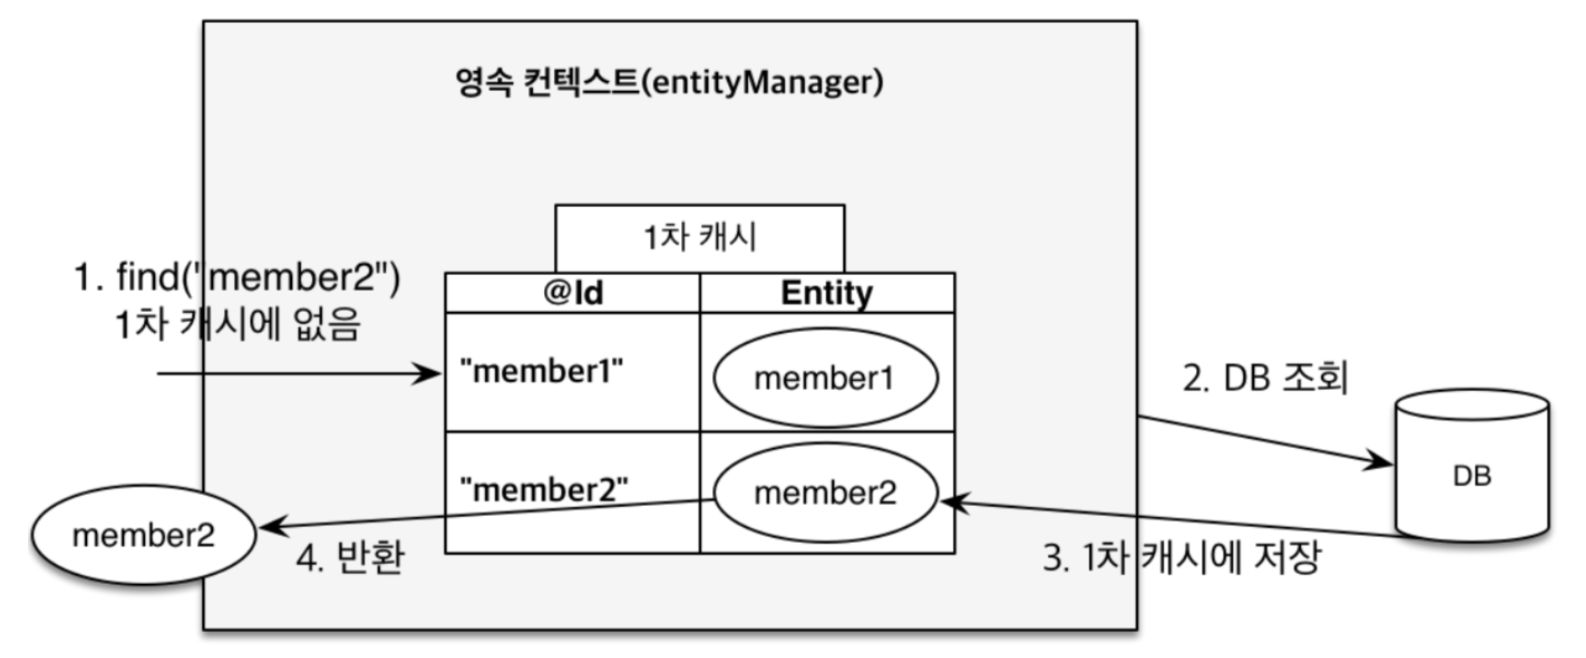 영속 컨텍스트(entityManager)
1차 캐시
1. find("member2")
1차 캐시에 없음
@Id
Entity
"member1"
member1
2. DB 조회
DB
"member2"
member2
member2
4. 반환
3. 1차 캐시에 저장